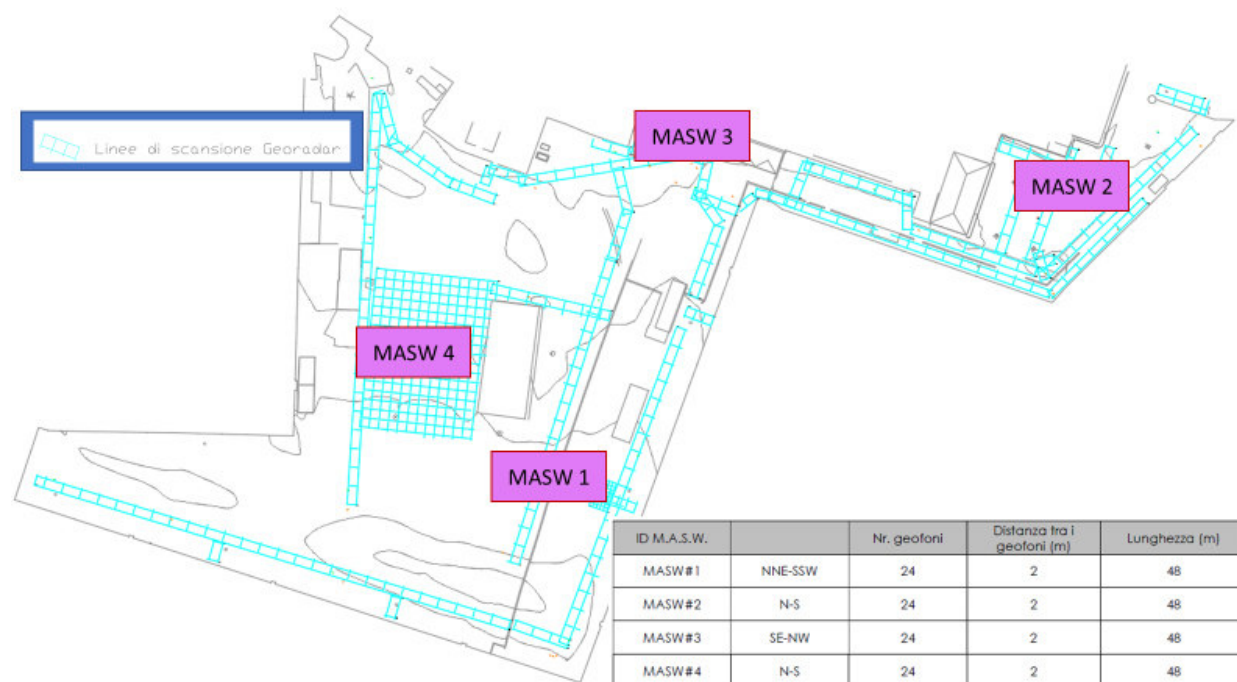 MASW 3
Linee di scansione Georadar
MASW 2
MASW 4
MASW 1
ID M.A.S.W. Nr. geofoni Distanza tra i geofoni (m) Lunghezza (m)
MASW#1 NNE-SSW 24 2 48
MASW#2 N-S 24 2 48
MASW#3 SE-NW 24 2 48
MASW#4 N-S 24 2 48